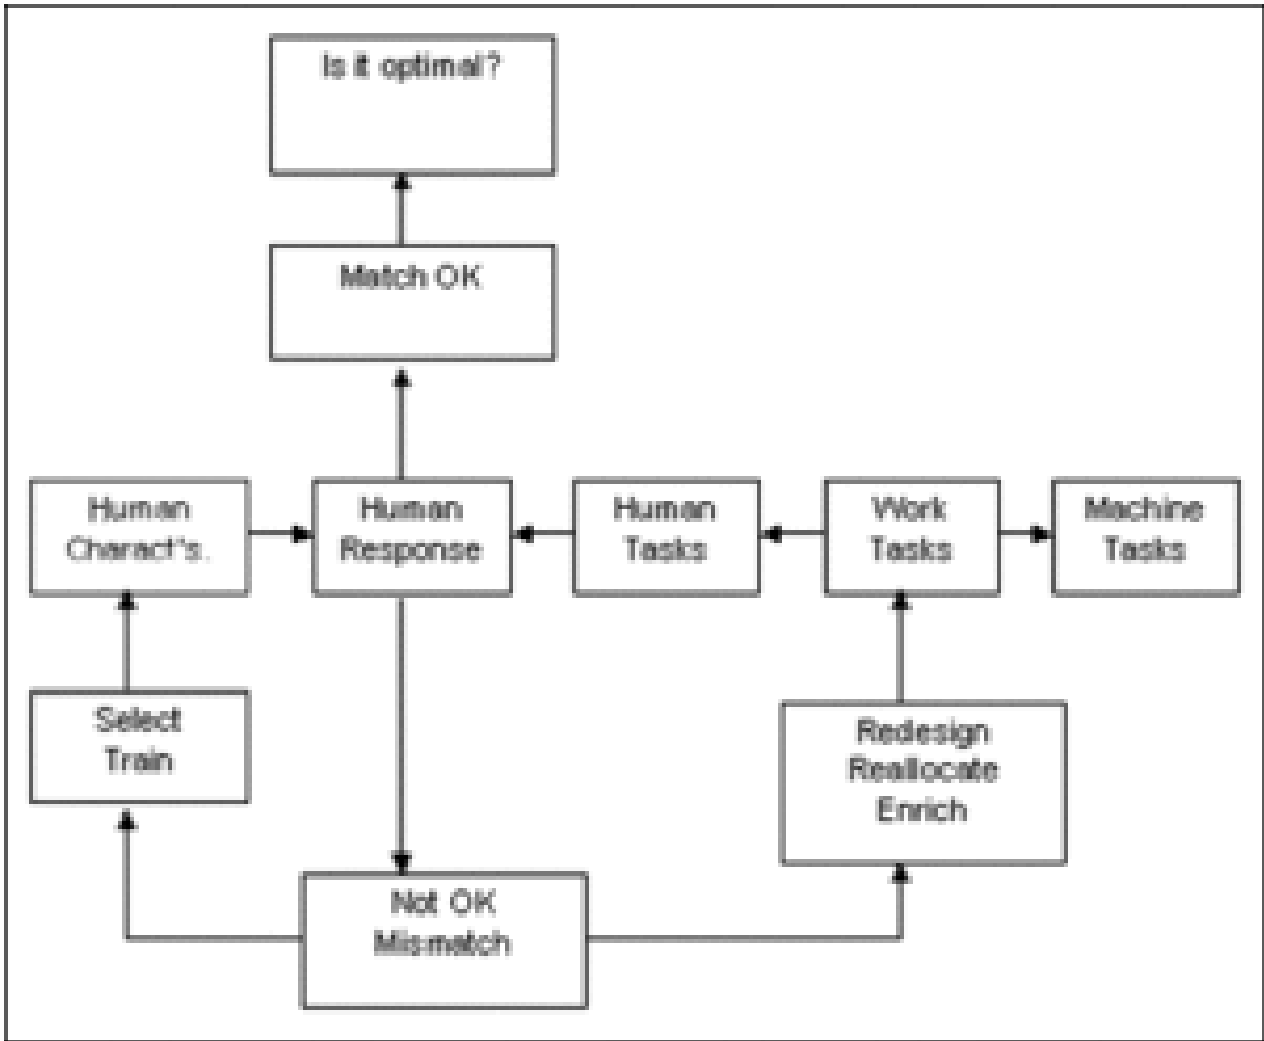 Is it optimal?
Match OK
Human
Charact's.
Human
Response
Human
Tasks
Work
Tasks
Machine
Tasks
Select
Train
Redesign
Reallocate
Enrich
Not OK
Mismatch